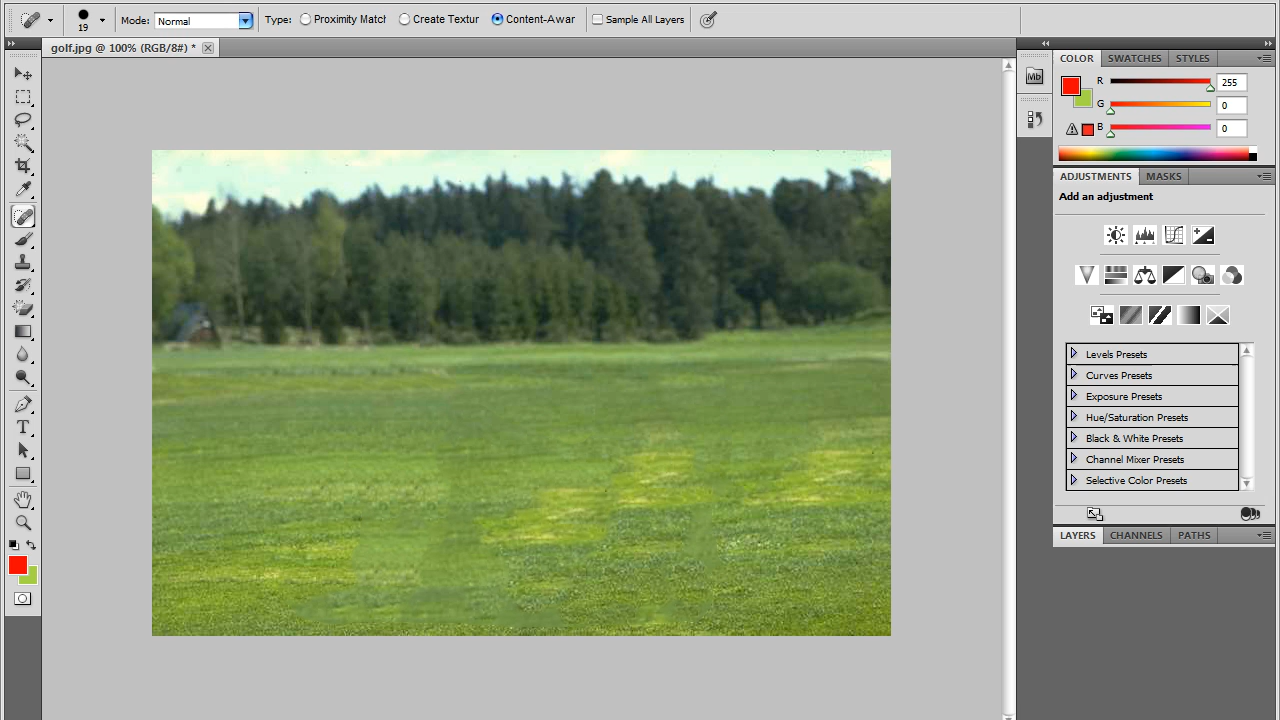 Mode: Normal Type: Proximity Match Create Textur Content-Awar Sample All Layers
19
golf.jpg @ 100% (RGB/8#) *
Mb
COLOR SWATCHES STYLES
R 255
G 0
B 0
ADJUSTMENTS MASKS
Add an adjustment
Levels Presets
Curves Presets
Exposure Presets
Hue/Saturation Presets
Black & White Presets
Channel Mixer Presets
Selective Color Presets
LAYERS CHANNELS PATHS